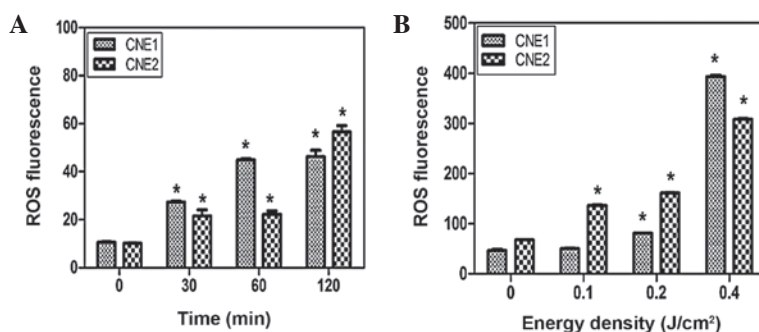 A
100
80
60
40
20
0
ROS fluorescence
CNE1
CNE2
* * * * * *
0 30 60 120
Time (min)
B
500
400
300
200
100
0
ROS fluorescence
CNE1
CNE2
* * * * *
0 0.1 0.2 0.4
Energy density (J/cm²)